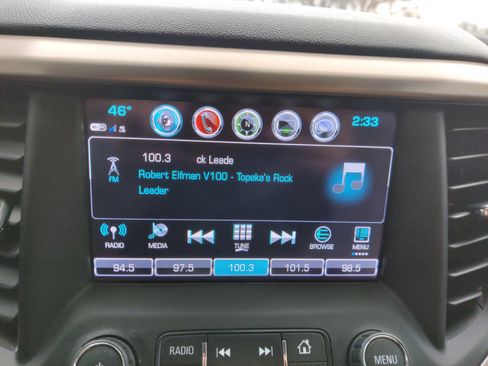 46°
2:33
100.3 ck Leade
FM
Robert Elfman V100 - Topeka's Rock
Leader
RADIO MEDIA TUNE BROWSE MENU
94.5 97.5 100.3 101.5 98.5
RADIO MENU